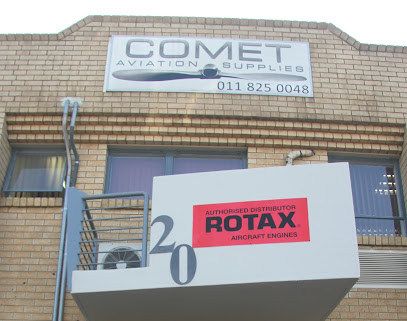 COMET
AVIATION SUPPLIES
011 825 0048
20
AUTHORISED DISTRIBUTOR
ROTAX®
AIRCRAFT ENGINES